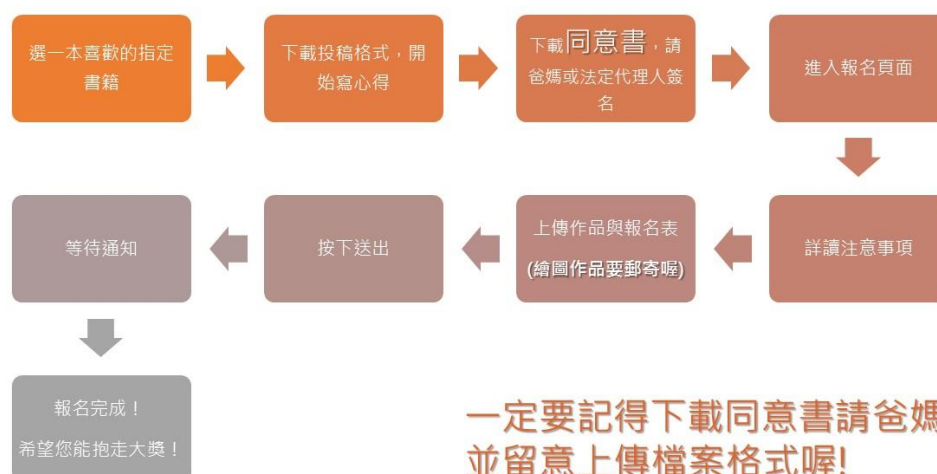 選一本喜歡的指定
書籍
下載投稿格式，開
始寫心得
下載同意書，請
爸媽或法定代理人簽
名
進入報名頁面
詳讀注意事項
上傳作品與報名表
(繪圖作品要郵寄喔)
按下送出
等待通知
報名完成！
希望您能抱走大獎！
一定要記得下載同意書請爸媽
並留意上傳檔案格式喔!